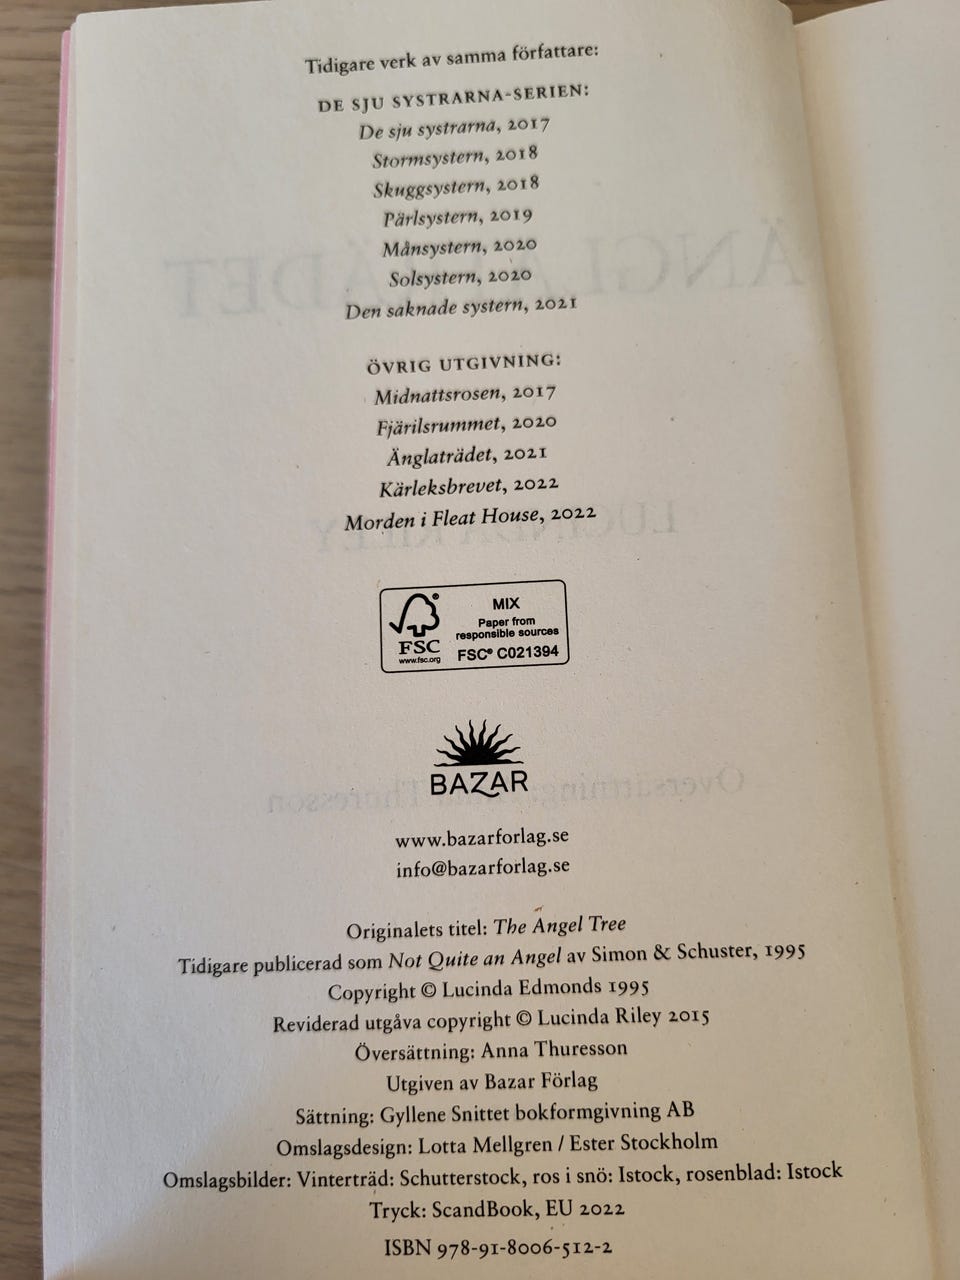 Tidigare verk av samma författare:
DE SJU SYSTRARNA-SERIEN:
De sju systrarna, 2017
Stormsystern, 2018
Skuggsystern, 2018
Pärlsystern, 2019
Månsystern, 2020
Solsystern, 2020
Den saknade systern, 2021
ÖVRIG UTGIVNING:
Midnattsrosen, 2017
Fjärilsrummet, 2020
Änglaträdet, 2021
Kärleksbrevet, 2022
Morden i Fleat House, 2022
FSC®
www.fsc.org
MIX
Paper from
responsible sources
FSC® C021394
BAZAR
www.bazarforlag.se
info@bazarforlag.se
Originalets titel: The Angel Tree
Tidigare publicerad som Not Quite an Angel av Simon & Schuster, 1995
Copyright © Lucinda Edmonds 1995
Reviderad utgåva copyright © Lucinda Riley 2015
Översättning: Anna Thuresson
Utgiven av Bazar Förlag
Sättning: Gyllene Snittet bokformgivning AB
Omslagsdesign: Lotta Mellgren / Ester Stockholm
Omslagsbilder: Vinterträd: Schutterstock, ros i snö: Istock, rosenblad: Istock
Tryck: ScandBook, EU 2022
ISBN 978-91-8006-512-2